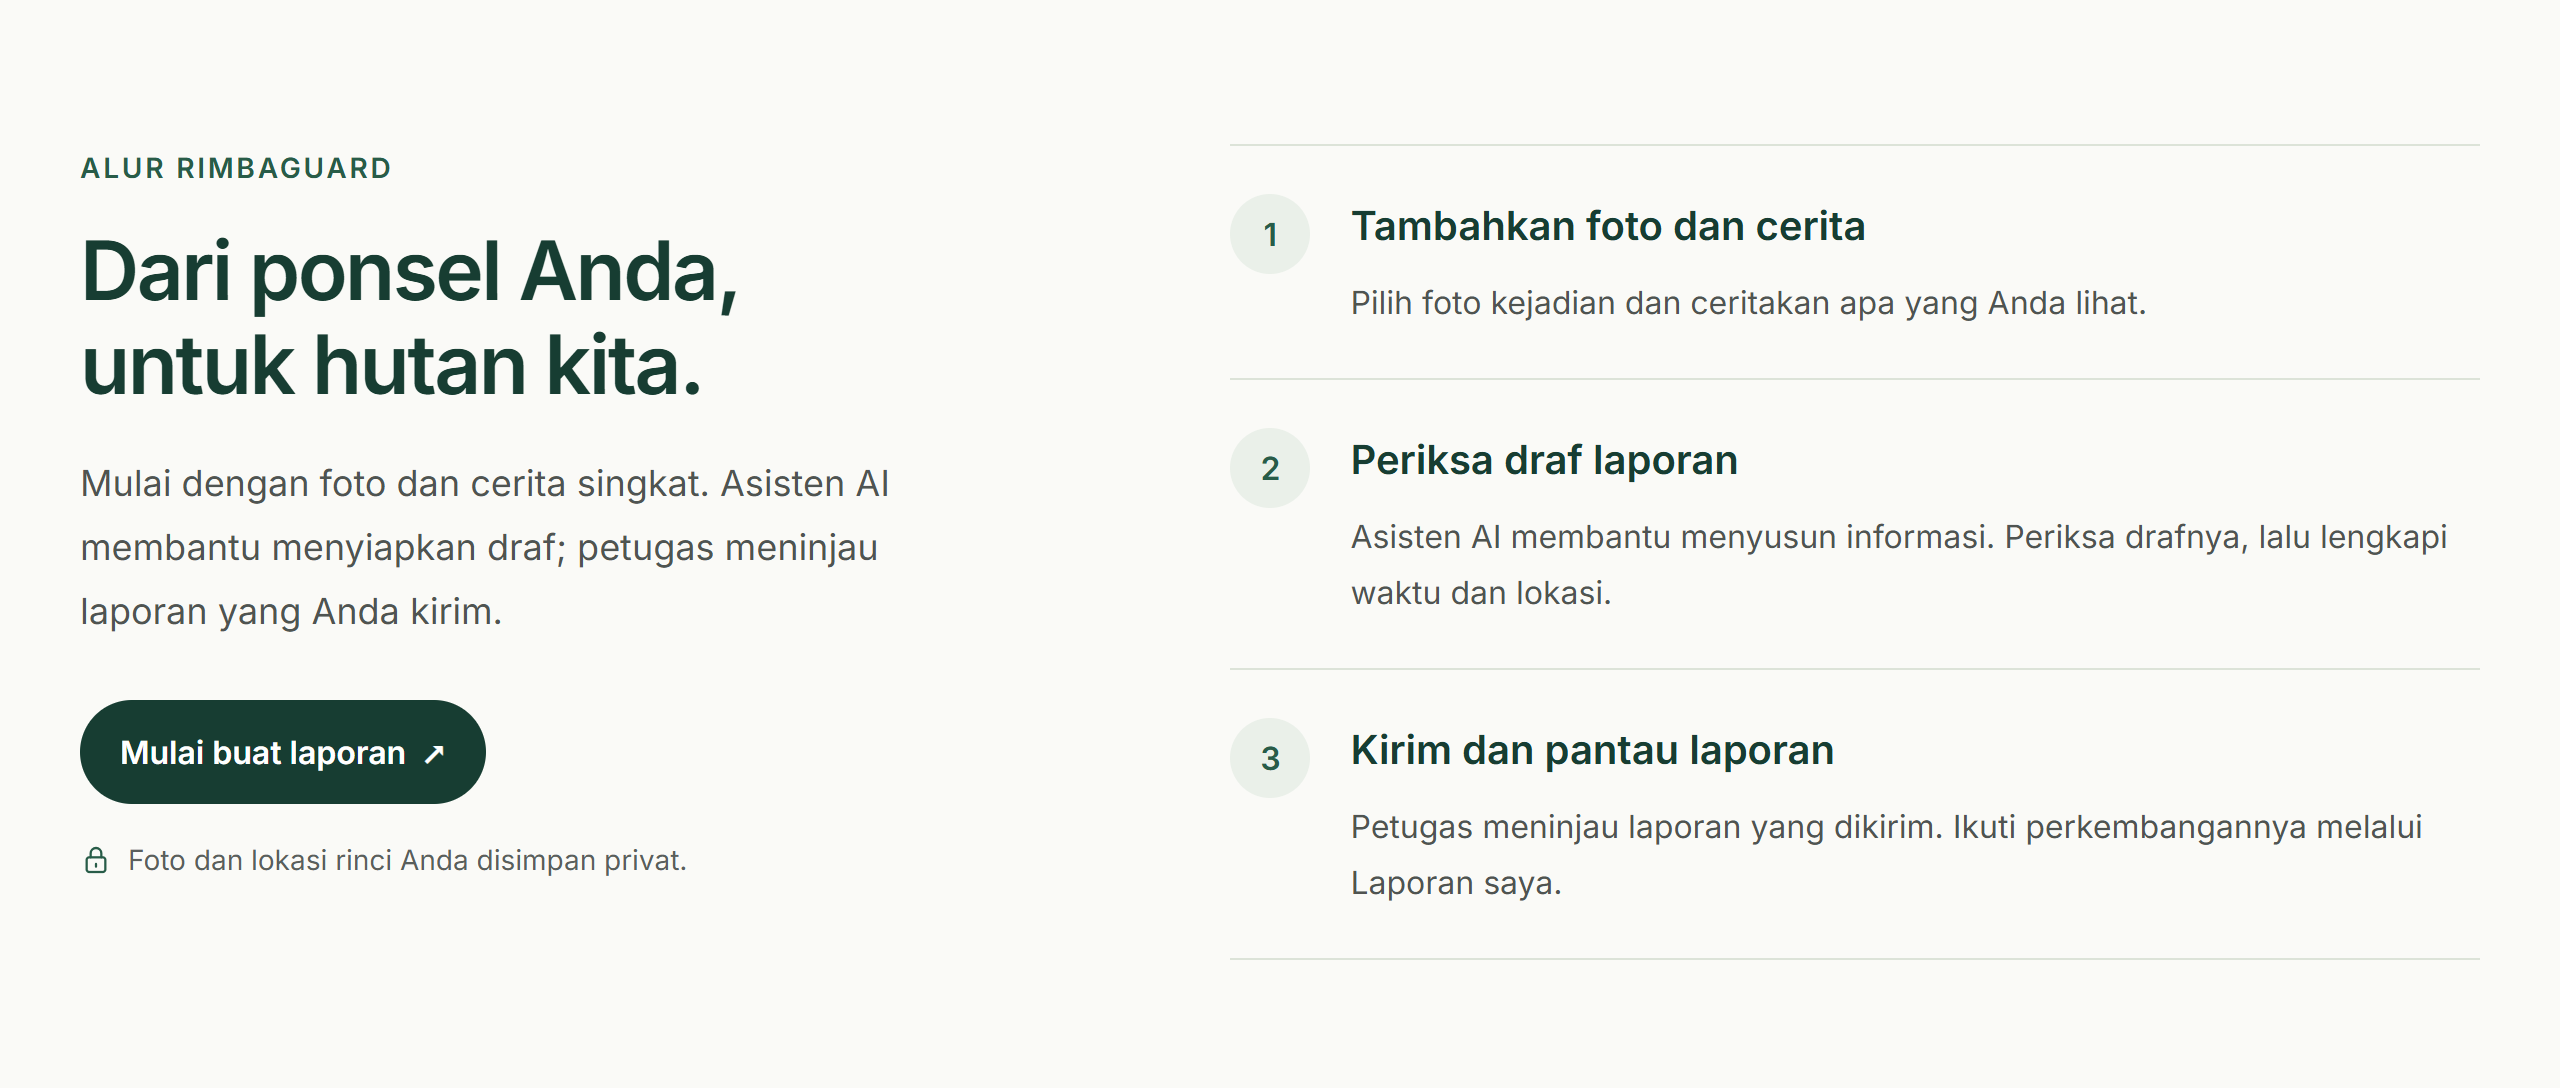 ALUR RIMBAGUARD
Dari ponsel Anda,
untuk hutan kita.
Mulai dengan foto dan cerita singkat. Asisten AI
membantu menyiapkan draf; petugas meninjau
laporan yang Anda kirim.
Mulai buat laporan ↗
Foto dan lokasi rinci Anda disimpan privat.
1
Tambahkan foto dan cerita
Pilih foto kejadian dan ceritakan apa yang Anda lihat.
2
Periksa draf laporan
Asisten AI membantu menyusun informasi. Periksa drafnya, lalu lengkapi
waktu dan lokasi.
3
Kirim dan pantau laporan
Petugas meninjau laporan yang dikirim. Ikuti perkembangannya melalui
Laporan saya.